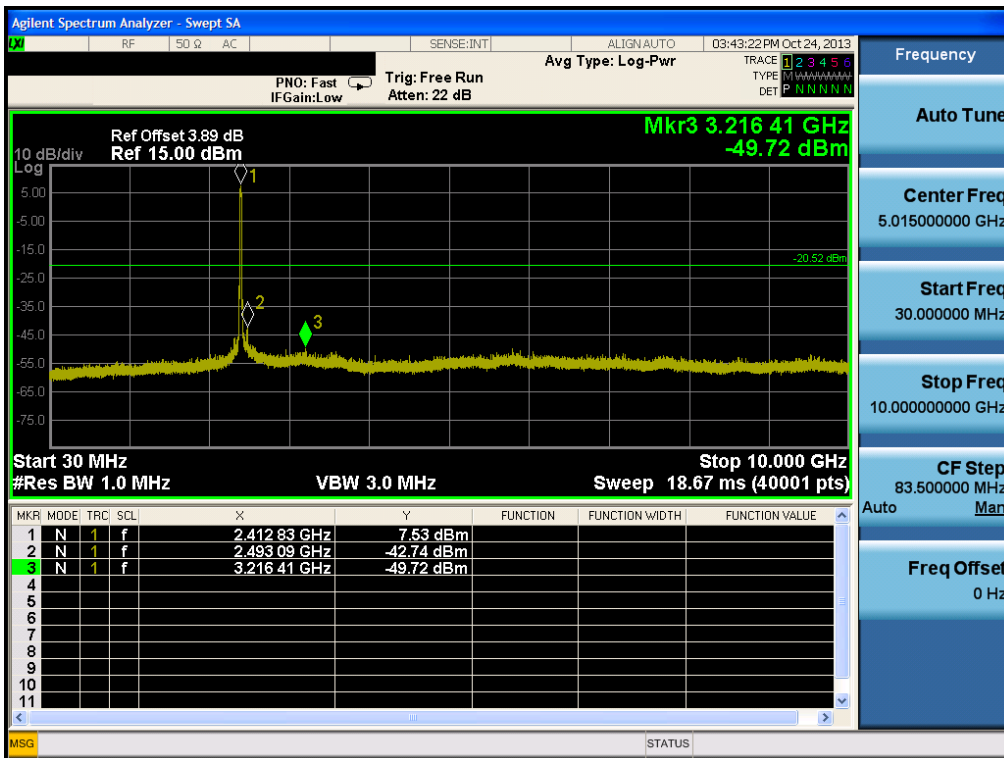 Agilent Spectrum Analyzer - Swept SA
LXI RF 50 Ω AC SENSE:INT ALIGN AUTO 03:43:22 PM Oct 24, 2013
Avg Type: Log-Pwr TRACE 1 2 3 4 5 6
PNO: Fast Trig: Free Run TYPE M WWWWW
IFGain:Low Atten: 22 dB DET P N N N N N
Mkr3 3.216 41 GHz
-49.72 dBm
Ref Offset 3.89 dB
10 dB/div Ref 15.00 dBm
Log
1
5.00
-5.00
-15.0
-20.52 dBm
-25.0
-35.0
2
3
-45.0
-55.0
-65.0
-75.0
Start 30 MHz Stop 10.000 GHz
#Res BW 1.0 MHz VBW 3.0 MHz Sweep 18.67 ms (40001 pts)
MKR MODE TRC SCL X Y FUNCTION FUNCTION WIDTH FUNCTION VALUE
1 N 1 f 2.412 83 GHz 7.53 dBm
2 N 1 f 2.493 09 GHz -42.74 dBm
3 N 1 f 3.216 41 GHz -49.72 dBm
4
5
6
7
8
9
10
11
MSG STATUS
Frequency
Auto Tune
Center Freq
5.015000000 GHz
Start Freq
30.000000 MHz
Stop Freq
10.000000000 GHz
CF Step
83.500000 MHz
Auto Man
Freq Offset
0 Hz